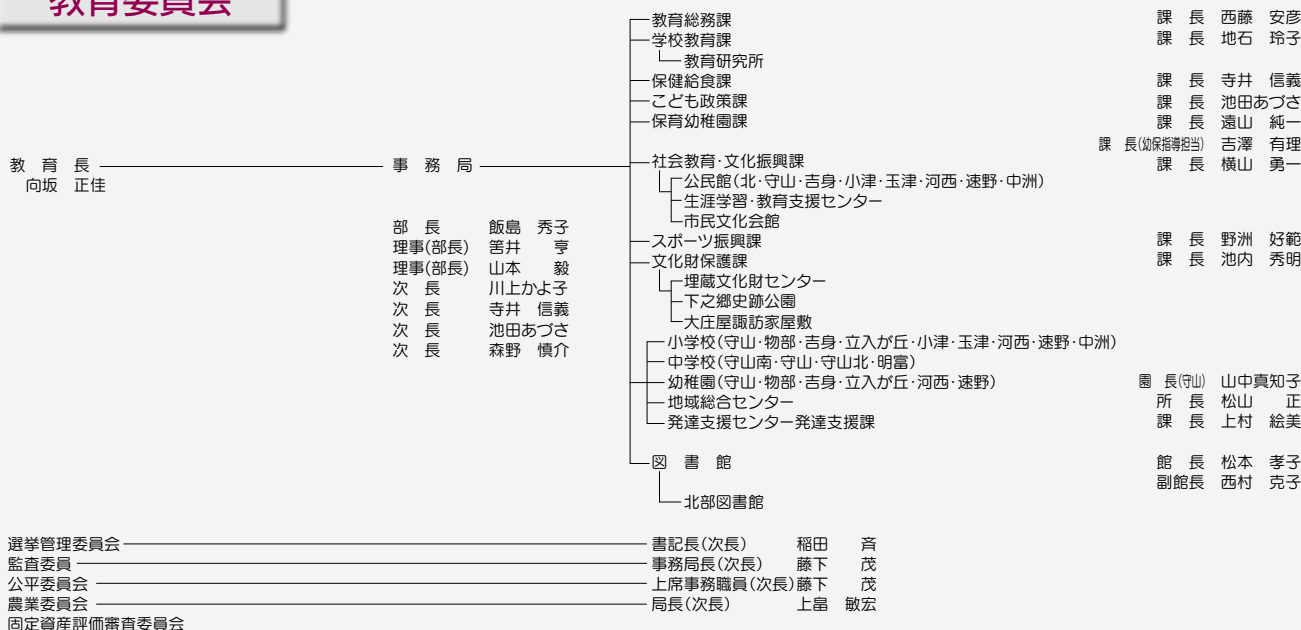 教育委員会
教育総務課　課　長　西藤　安彦
学校教育課　課　長　地石　玲子
教育研究所
保健給食課　課　長　寺井　信義
こども政策課　課　長　池田あづさ
保育幼稚園課　課　長　遠山　純一
課　長(幼保指導担当)　吉澤　有理
教　育　長　事　務　局　社会教育・文化振興課　課　長　横山　勇一
向坂　正佳
公民館(北・守山・吉身・小津・玉津・河西・速野・中洲)
生涯学習・教育支援センター
市民文化会館
部　長　飯島　秀子
理事(部長)　筈井　亨
理事(部長)　山本　毅
次　長　川上かよ子
次　長　寺井　信義
次　長　池田あづさ
次　長　森野　慎介
スポーツ振興課　課　長　野洲　好範
文化財保護課　課　長　池内　秀明
埋蔵文化財センター
下之郷史跡公園
大庄屋諏訪家屋敷
小学校(守山・物部・吉身・立入が丘・小津・玉津・河西・速野・中洲)
中学校(守山南・守山・守山北・明富)
幼稚園(守山・物部・吉身・立入が丘・河西・速野)　園　長(守山)　山中真知子
地域総合センター　所　長　松山　正
発達支援センター発達支援課　課　長　上村　絵美
図　書　館　館　長　松本　孝子
副館長　西村　克子
北部図書館
選挙管理委員会　書記長(次長)　稲田　斉
監査委員　事務局長(次長)　藤下　茂
公平委員会　上席事務職員(次長)藤下　茂
農業委員会　局長(次長)　上畠　敏宏
固定資産評価審査委員会